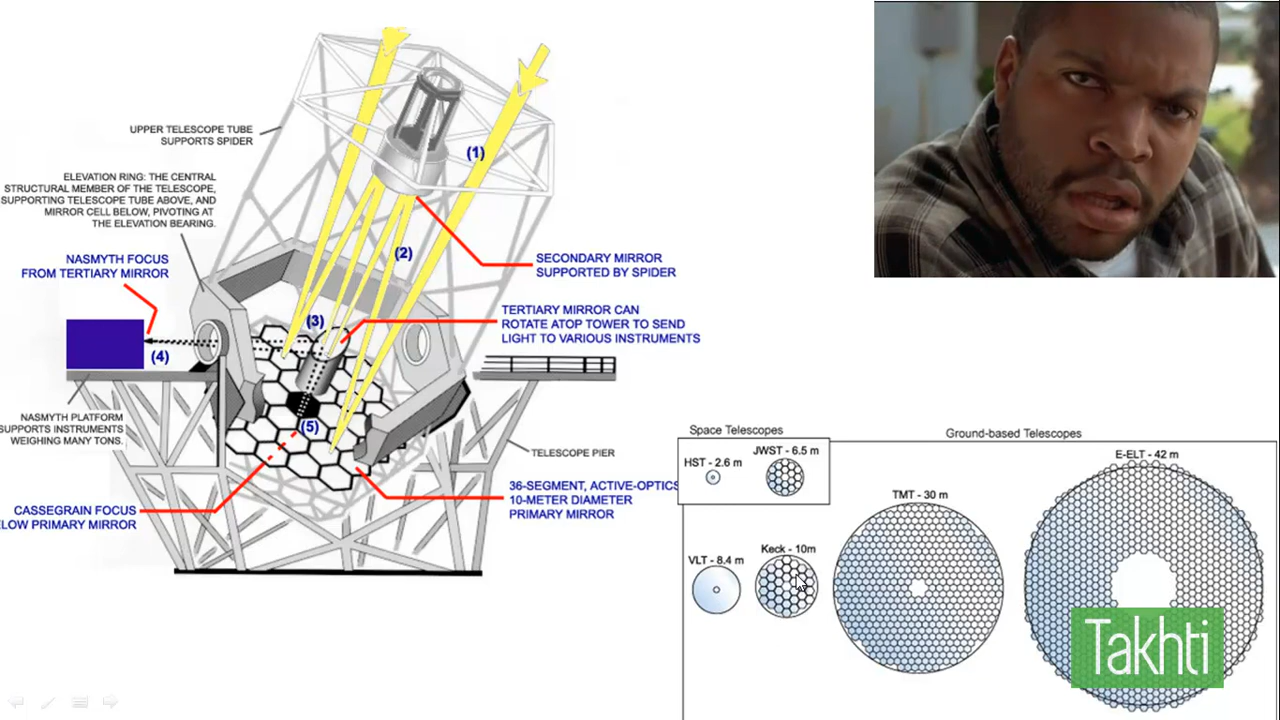 UPPER TELESCOPE TUBE
SUPPORTS SPIDER
(1)
ELEVATION RING: THE CENTRAL
STRUCTURAL MEMBER OF THE TELESCOPE,
SUPPORTING TELESCOPE TUBE ABOVE, AND
MIRROR CELL BELOW, PIVOTING AT
THE ELEVATION BEARING.
(2)
NASMYTH FOCUS
FROM TERTIARY MIRROR
SECONDARY MIRROR
SUPPORTED BY SPIDER
(3)
TERTIARY MIRROR CAN
ROTATE ATOP TOWER TO SEND
LIGHT TO VARIOUS INSTRUMENTS
(4)
NASMYTH PLATFORM
SUPPORTS INSTRUMENTS
WEIGHING MANY TONS.
(5)
TELESCOPE PIER
36-SEGMENT, ACTIVE-OPTICS
10-METER DIAMETER
PRIMARY MIRROR
CASSEGRAIN FOCUS
ELOW PRIMARY MIRROR
Space Telescopes
HST - 2.6 m
JWST - 6.5 m
Ground-based Telescopes
E-ELT - 42 m
TMT - 30 m
VLT - 8.4 m
Keck - 10m
Takhti